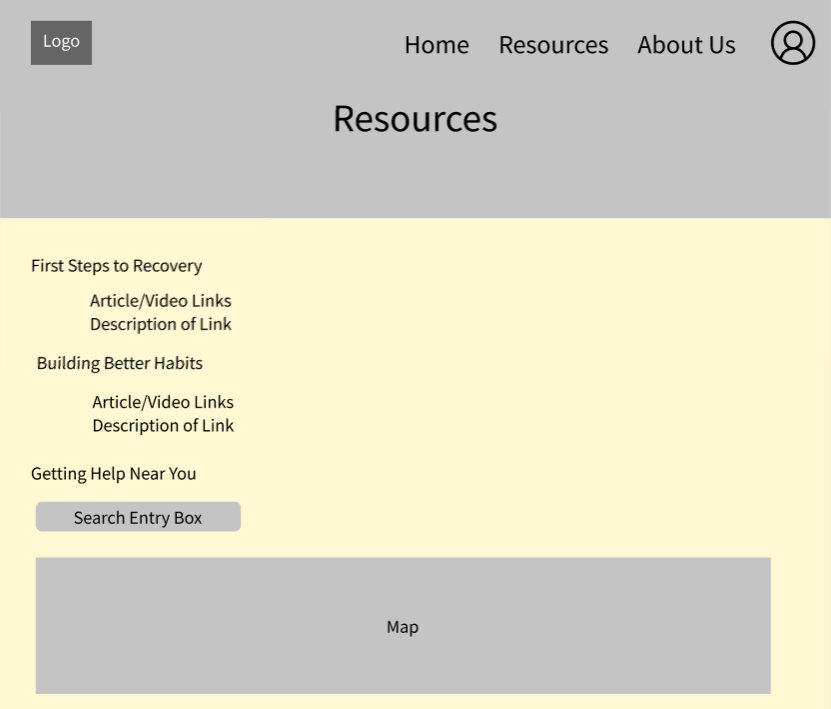 Logo
Home Resources About Us
Resources
First Steps to Recovery
Article/Video Links
Description of Link
Building Better Habits
Article/Video Links
Description of Link
Getting Help Near You
Search Entry Box
Map